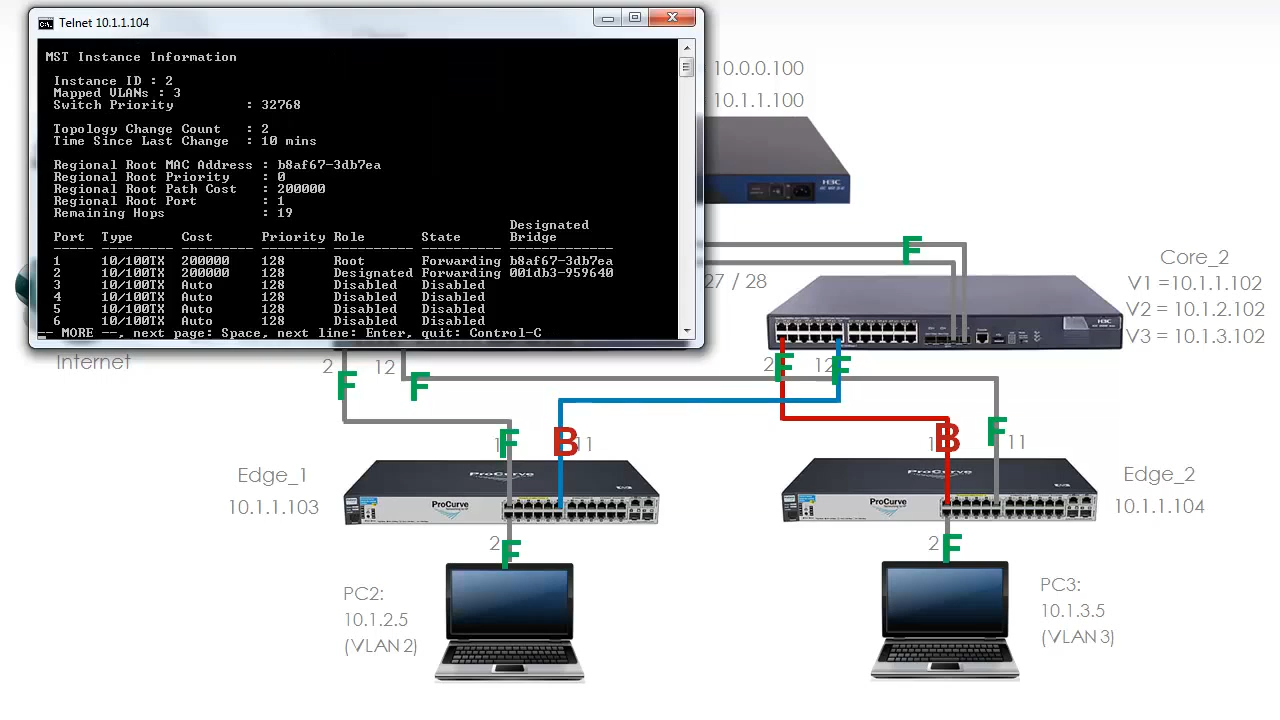 Telnet 10.1.1.104
MST Instance Information
Instance ID : 2
Mapped VLANs : 3
Switch Priority : 32768
Topology Change Count : 2
Time Since Last Change : 10 mins
Regional Root MAC Address : b8af67-3db7ea
Regional Root Priority : 0
Regional Root Path Cost : 200000
Regional Root Port : 1
Remaining Hops : 19
Designated
Port Type Cost Priority Role State Bridge
----- --------- --------- -------- ---------- ---------- -------------
1 10/100TX 200000 128 Root Forwarding b8af67-3db7ea
2 10/100TX 200000 128 Designated Forwarding 001db3-959640
3 10/100TX Auto 128 Disabled Disabled
4 10/100TX Auto 128 Disabled Disabled
5 10/100TX Auto 128 Disabled Disabled
6 10/100TX Auto 128 Disabled Disabled
-- MORE --, next page: Space, next line: Enter, quit: Control-C
10.0.0.100
10.1.1.100
H3C
F
27 / 28
Core_2
V1 =10.1.1.102
V2 = 10.1.2.102
V3 = 10.1.3.102
H3C
Internet
2 F
12 F
2 F
12 F
F
B 11
B
F 11
Edge_1
10.1.1.103
ProCurve
ProCurve
Edge_2
10.1.1.104
ProCurve
ProCurve
2 F
2 F
PC2:
10.1.2.5
(VLAN 2)
PC3:
10.1.3.5
(VLAN 3)